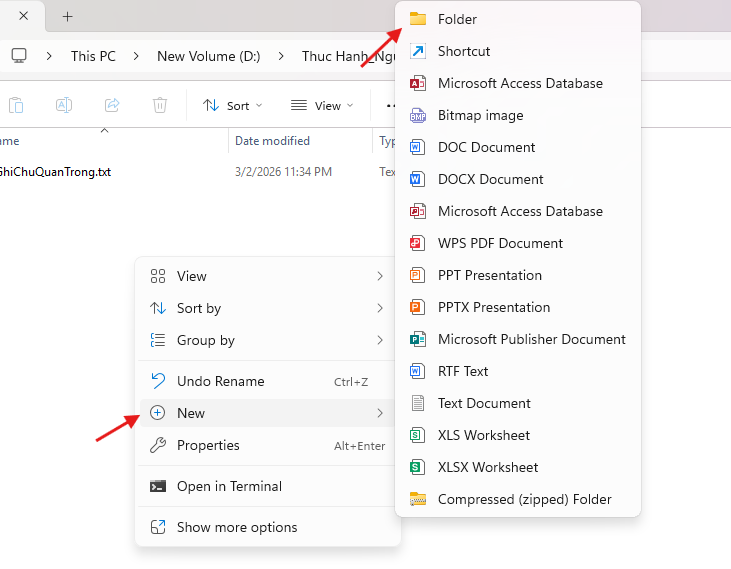 This PC
New Volume (D:)
Thuc Hanh_Ngu
Sort
View
Date modified
GhiChuQuanTrong.txt
3/2/2026 11:34 PM
View
Sort by
Group by
Undo Rename Ctrl+Z
New
Properties Alt+Enter
Open in Terminal
Show more options
Folder
Shortcut
Microsoft Access Database
Bitmap image
DOC Document
DOCX Document
Microsoft Access Database
WPS PDF Document
PPT Presentation
PPTX Presentation
Microsoft Publisher Document
RTF Text
Text Document
XLS Worksheet
XLSX Worksheet
Compressed (zipped) Folder